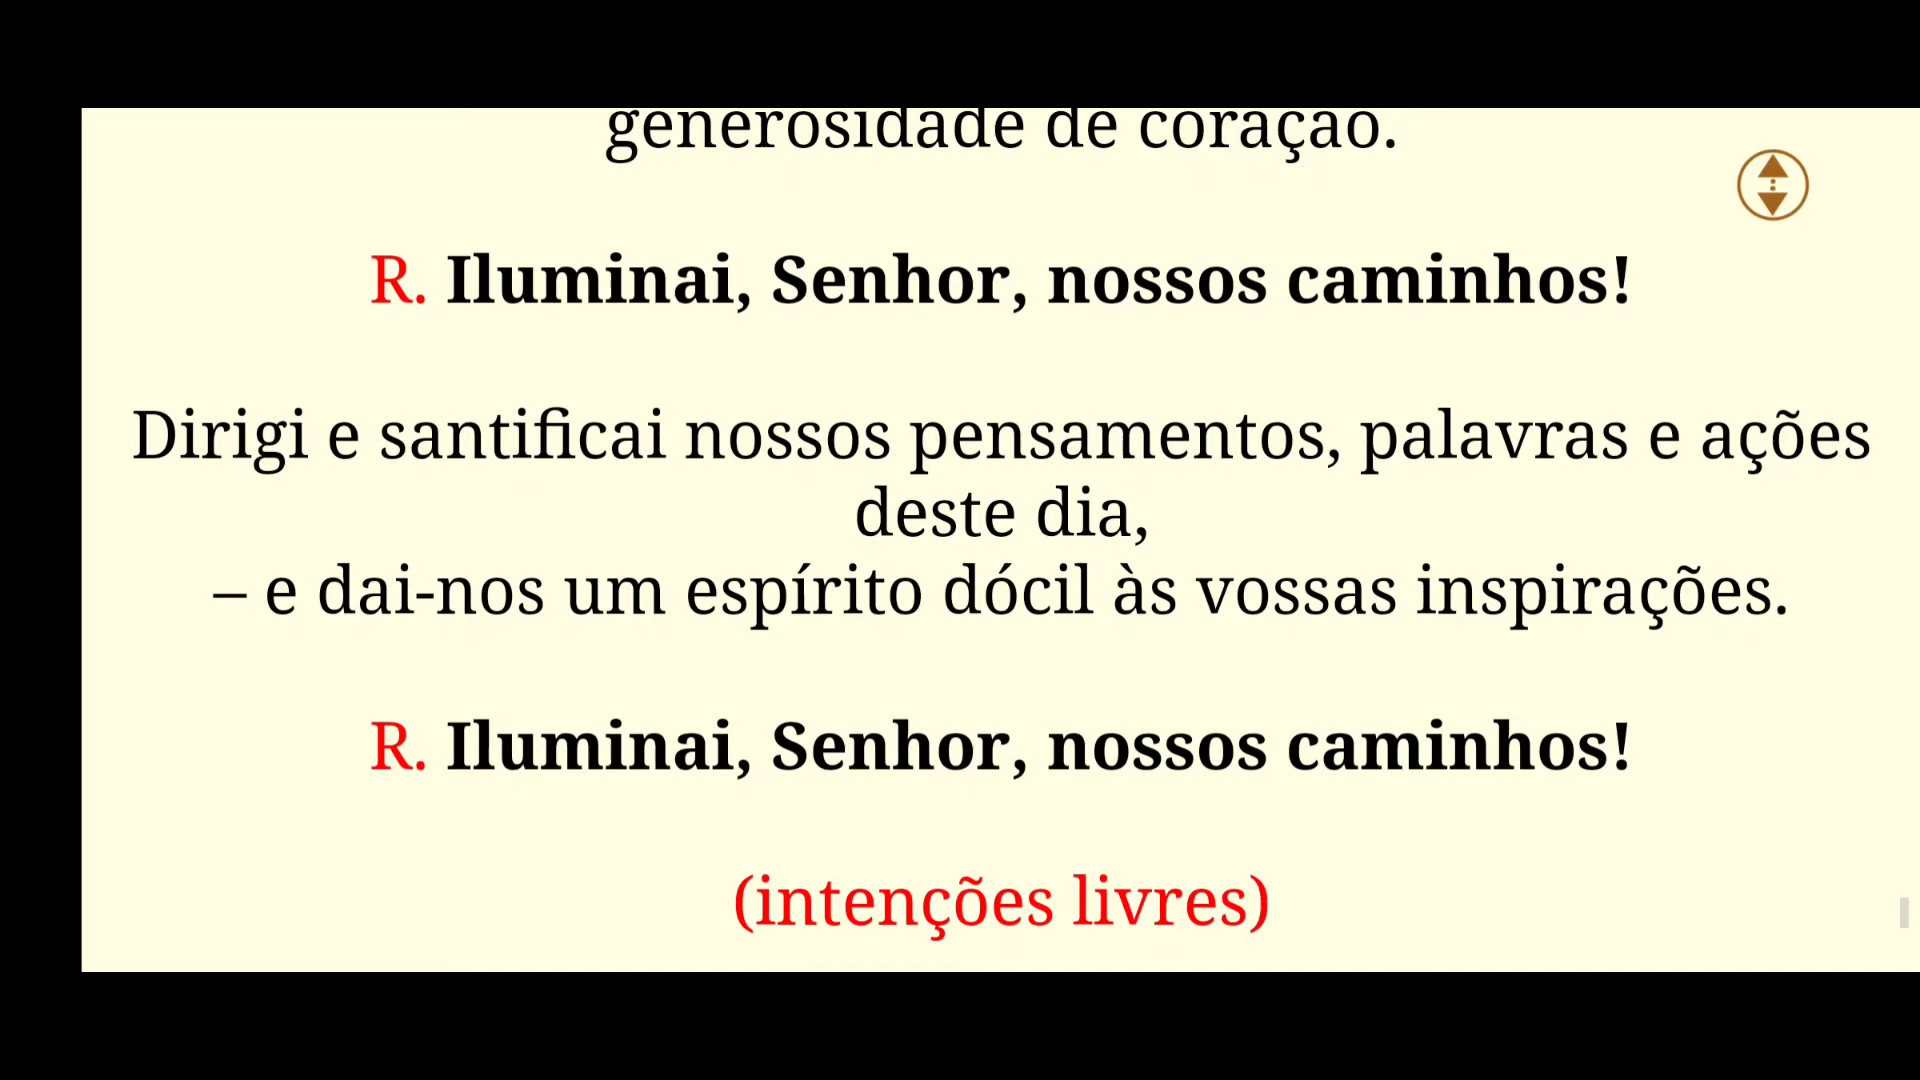 generosidade de coração.
R. Iluminai, Senhor, nossos caminhos!
Dirigi e santificai nossos pensamentos, palavras e ações
deste dia,
– e dai-nos um espírito dócil às vossas inspirações.
R. Iluminai, Senhor, nossos caminhos!
(intenções livres)